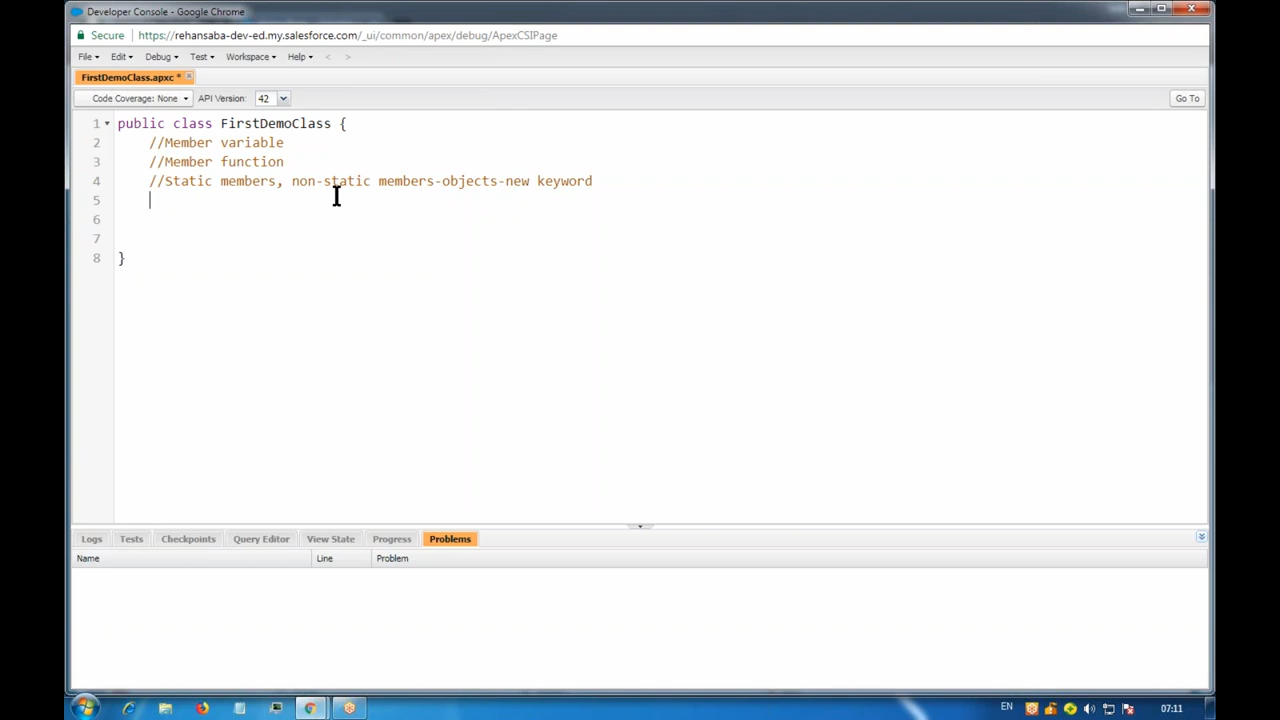 Developer Console - Google Chrome
Secure https://rehansaba-dev-ed.my.salesforce.com/_ui/common/apex/debug/ApexCSIPage
File Edit Debug Test Workspace Help < >
FirstDemoClass.apxc *
Code Coverage: None API Version: 42 Go To
1 public class FirstDemoClass {
2 //Member variable
3 //Member function
4 //Static members, non-static members-objects-new keyword
5
6
7
8 }
Logs Tests Checkpoints Query Editor View State Progress Problems
Name Line Problem
EN 07:11